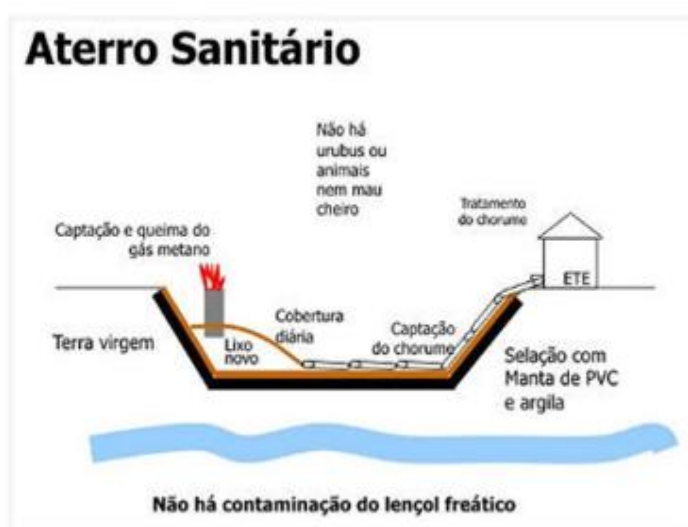 Aterro Sanitário
Não há
urubus ou
animais
nem mau
cheiro
Tratamento
do chorume
Captação e queima do
gás metano
ETE
Terra virgem
Lixo
novo
Cobertura
diária
Captação
do chorume
Selação com
Manta de PVC
e argila
Não há contaminação do lençol freático